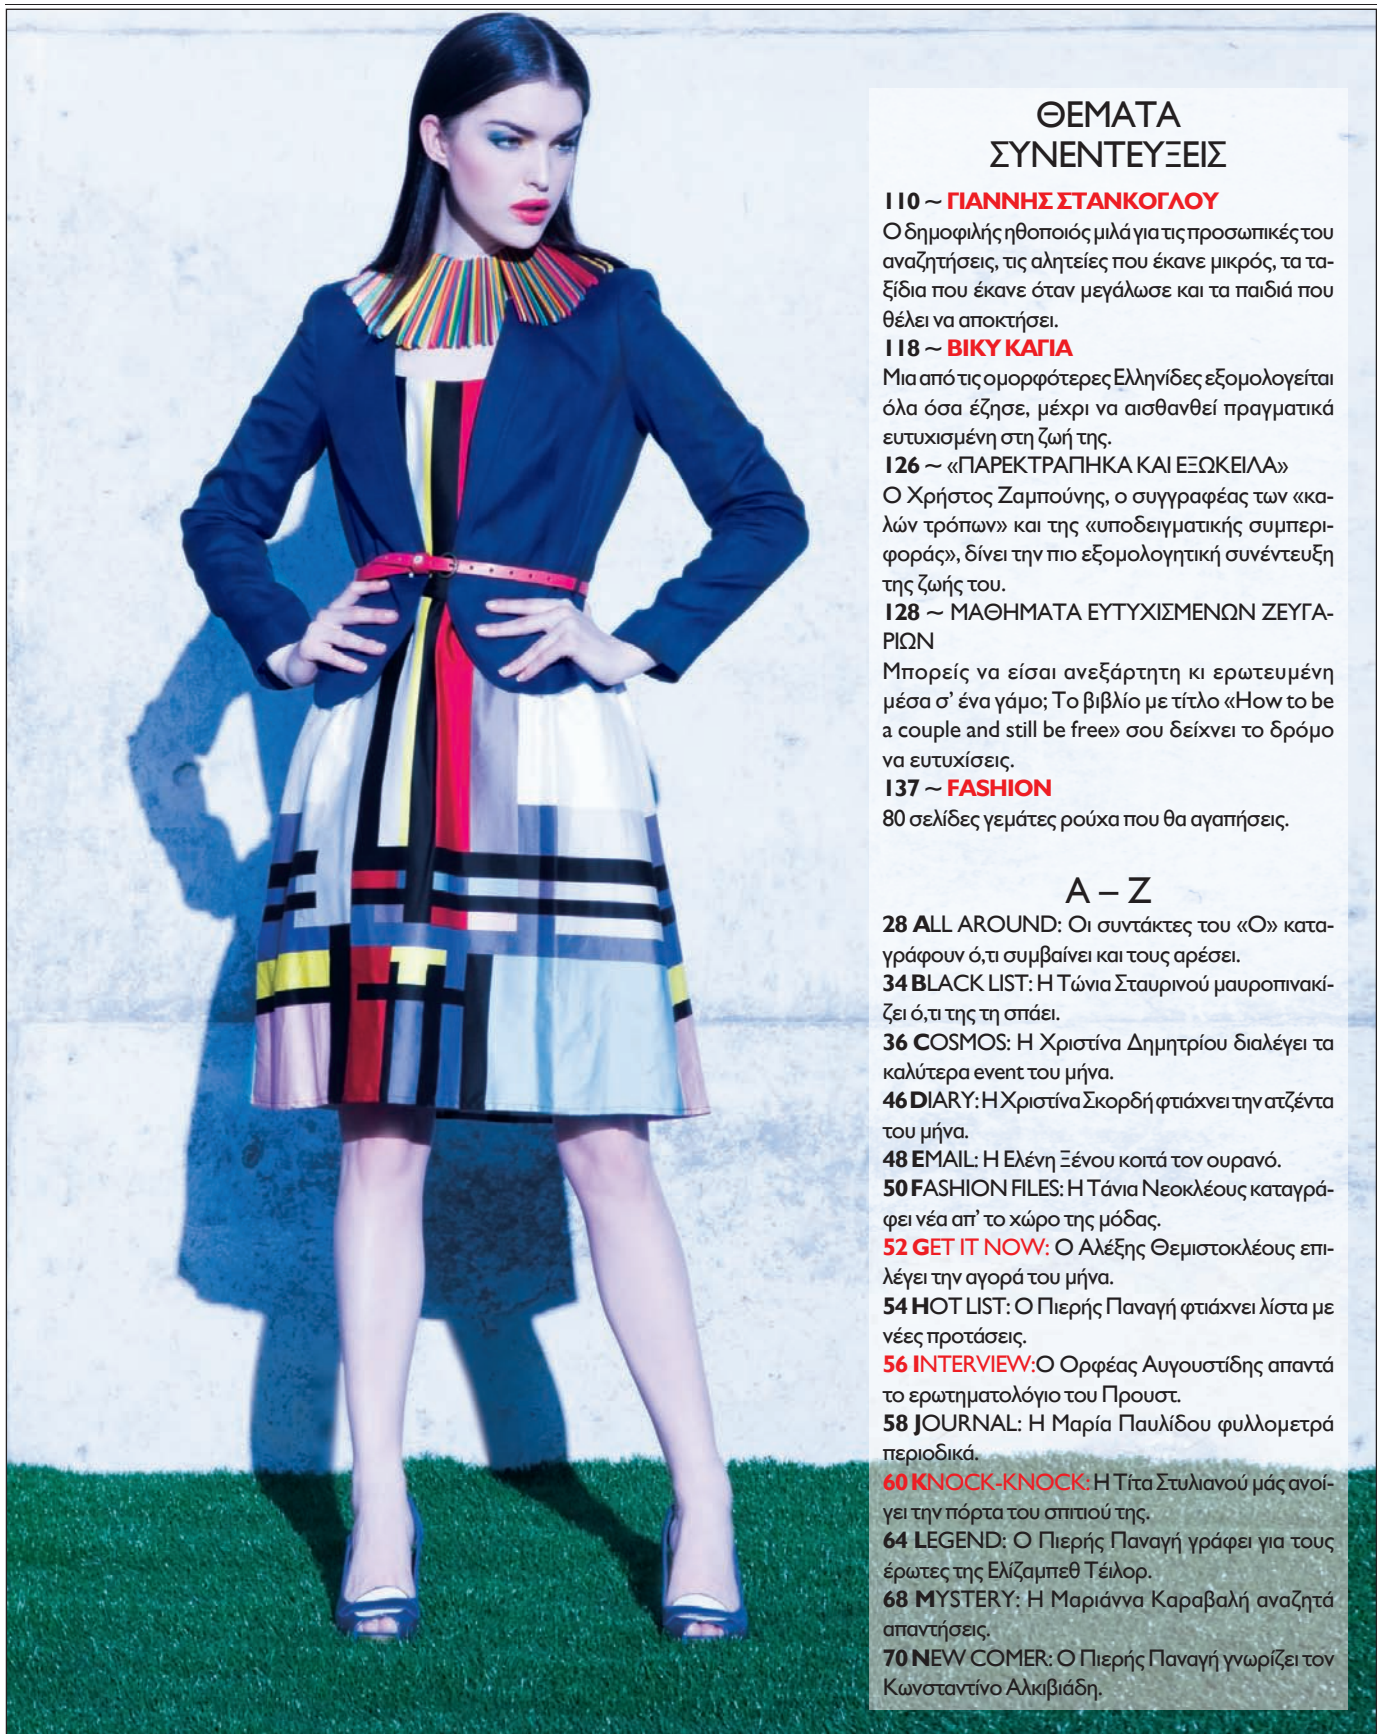 ΘΕΜΑΤΑ
ΣΥΝΕΝΤΕΥΞΕΙΣ
110 ~ ΓΙΑΝΝΗΣ ΣΤΑΝΚΟΓΛΟΥ
Ο δημοφιλής ηθοποιός μιλά για τις προσωπικές του
αναζητήσεις, τις αλητείες που έκανε μικρός, τα τα-
ξίδια που έκανε όταν μεγάλωσε και τα παιδιά που
θέλει να αποκτήσει.
118 ~ ΒΙΚΥ ΚΑΓΙΑ
Μια από τις ομορφότερες Ελληνίδες εξομολογείται
όλα όσα έζησε, μέχρι να αισθανθεί πραγματικά
ευτυχισμένη στη ζωή της.
126 ~ «ΠΑΡΕΚΤΡΑΠΗΚΑ ΚΑΙ ΕΞΩΚΕΙΛΑ»
Ο Χρήστος Ζαμπούνης, ο συγγραφέας των «κα-
λών τρόπων» και της «υποδειγματικής συμπερι-
φοράς», δίνει την πιο εξομολογητική συνέντευξη
της ζωής του.
128 ~ ΜΑΘΗΜΑΤΑ ΕΥΤΥΧΙΣΜΕΝΩΝ ΖΕΥΓΑ-
ΡΙΩΝ
Μπορείς να είσαι ανεξάρτητη κι ερωτευμένη
μέσα σ' ένα γάμο; Το βιβλίο με τίτλο «How to be
a couple and still be free» σου δείχνει το δρόμο
να ευτυχίσεις.
137 ~ FASHION
80 σελίδες γεμάτες ρούχα που θα αγαπήσεις.
A – Z
28 ALL AROUND: Οι συντάκτες του «Ο» κατα-
γράφουν ό,τι συμβαίνει και τους αρέσει.
34 BLACK LIST: Η Τώνια Σταυρινού μαυροπινακί-
ζει ό,τι της τη σπάει.
36 COSMOS: Η Χριστίνα Δημητρίου διαλέγει τα
καλύτερα event του μήνα.
46 DIARY: Η Χριστίνα Σκορδή φτιάχνει την ατζέντα
του μήνα.
48 EMAIL: Η Ελένη Ξένου κοιτά τον ουρανό.
50 FASHION FILES: Η Τάνια Νεοκλέους καταγρά-
φει νέα απ' το χώρο της μόδας.
52 GET IT NOW: Ο Αλέξης Θεμιστοκλέους επι-
λέγει την αγορά του μήνα.
54 HOT LIST: Ο Πιερής Παναγή φτιάχνει λίστα με
νέες προτάσεις.
56 INTERVIEW:Ο Ορφέας Αυγουστίδης απαντά
το ερωτηματολόγιο του Προυστ.
58 JOURNAL: Η Μαρία Παυλίδου φυλλομετρά
περιοδικά.
60 KNOCK-KNOCK: Η Τίτα Στυλιανού μάς ανοί-
γει την πόρτα του σπιτιού της.
64 LEGEND: Ο Πιερής Παναγή γράφει για τους
έρωτες της Ελίζαμπεθ Τέιλορ.
68 MYSTERY: Η Μαριάννα Καραβαλή αναζητά
απαντήσεις.
70 NEW COMER: Ο Πιερής Παναγή γνωρίζει τον
Κωνσταντίνο Αλκιβιάδη.